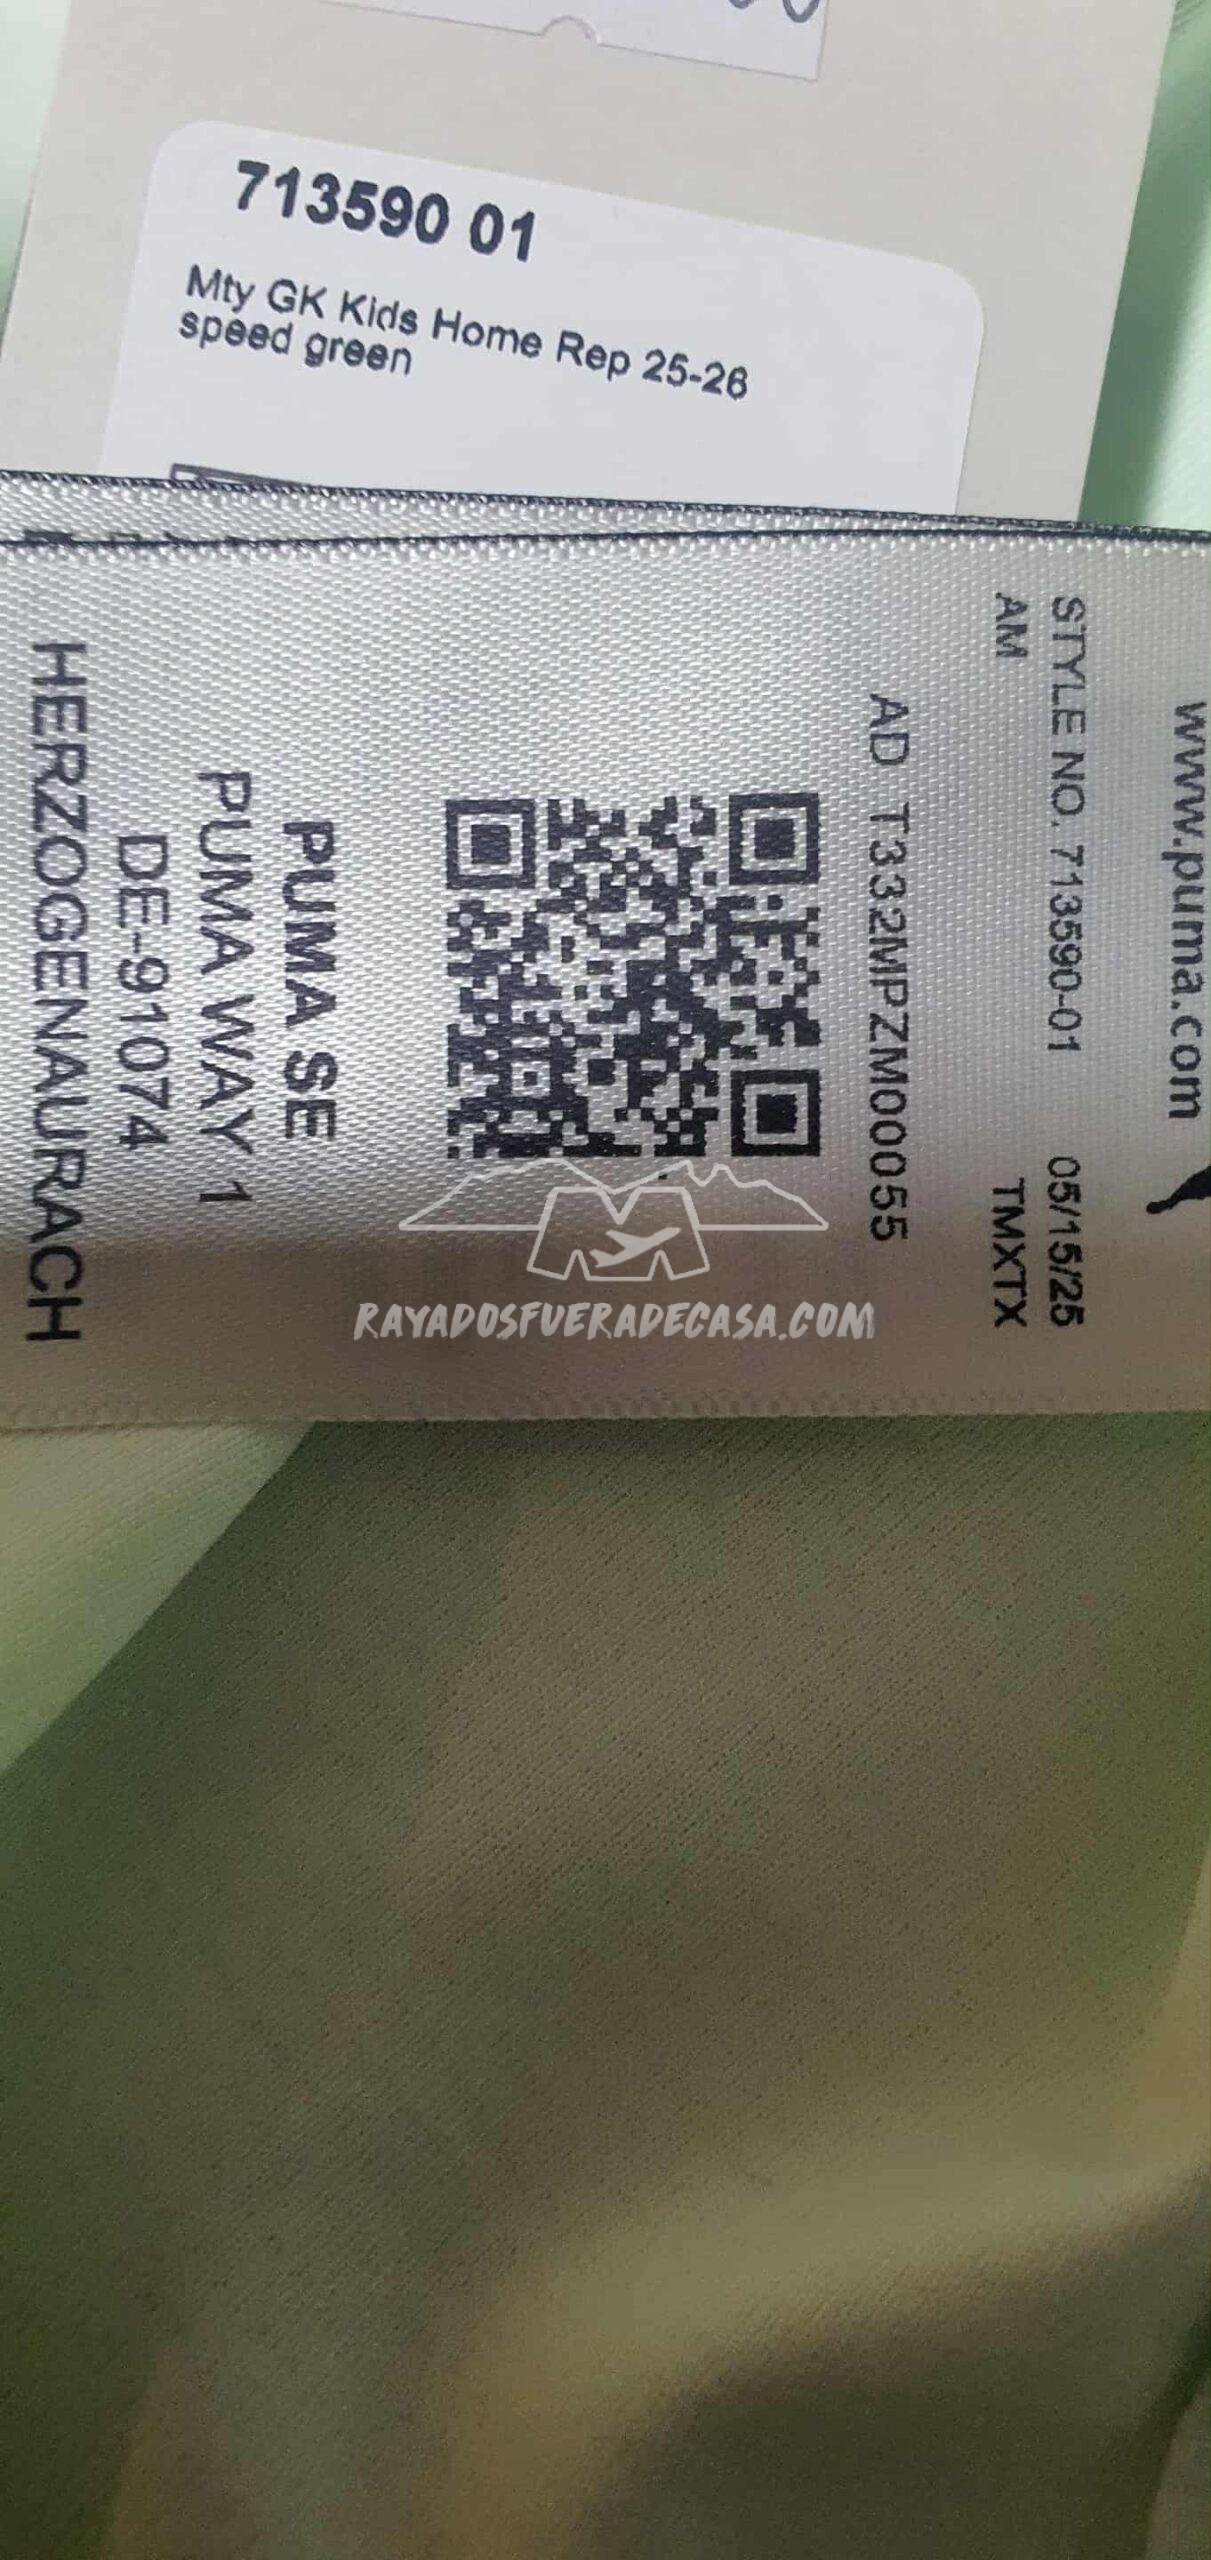 713590 01
Mty GK Kids Home Rep 25-26
speed green
www.puma.com
STYLE NO. 713590-01 05/15/25
AM TMXTX
AD T332MPZM00055
PUMA SE
PUMA WAY 1
DE-91074
HERZOGENAURACH
RAYADOSFUERADECASA.COM